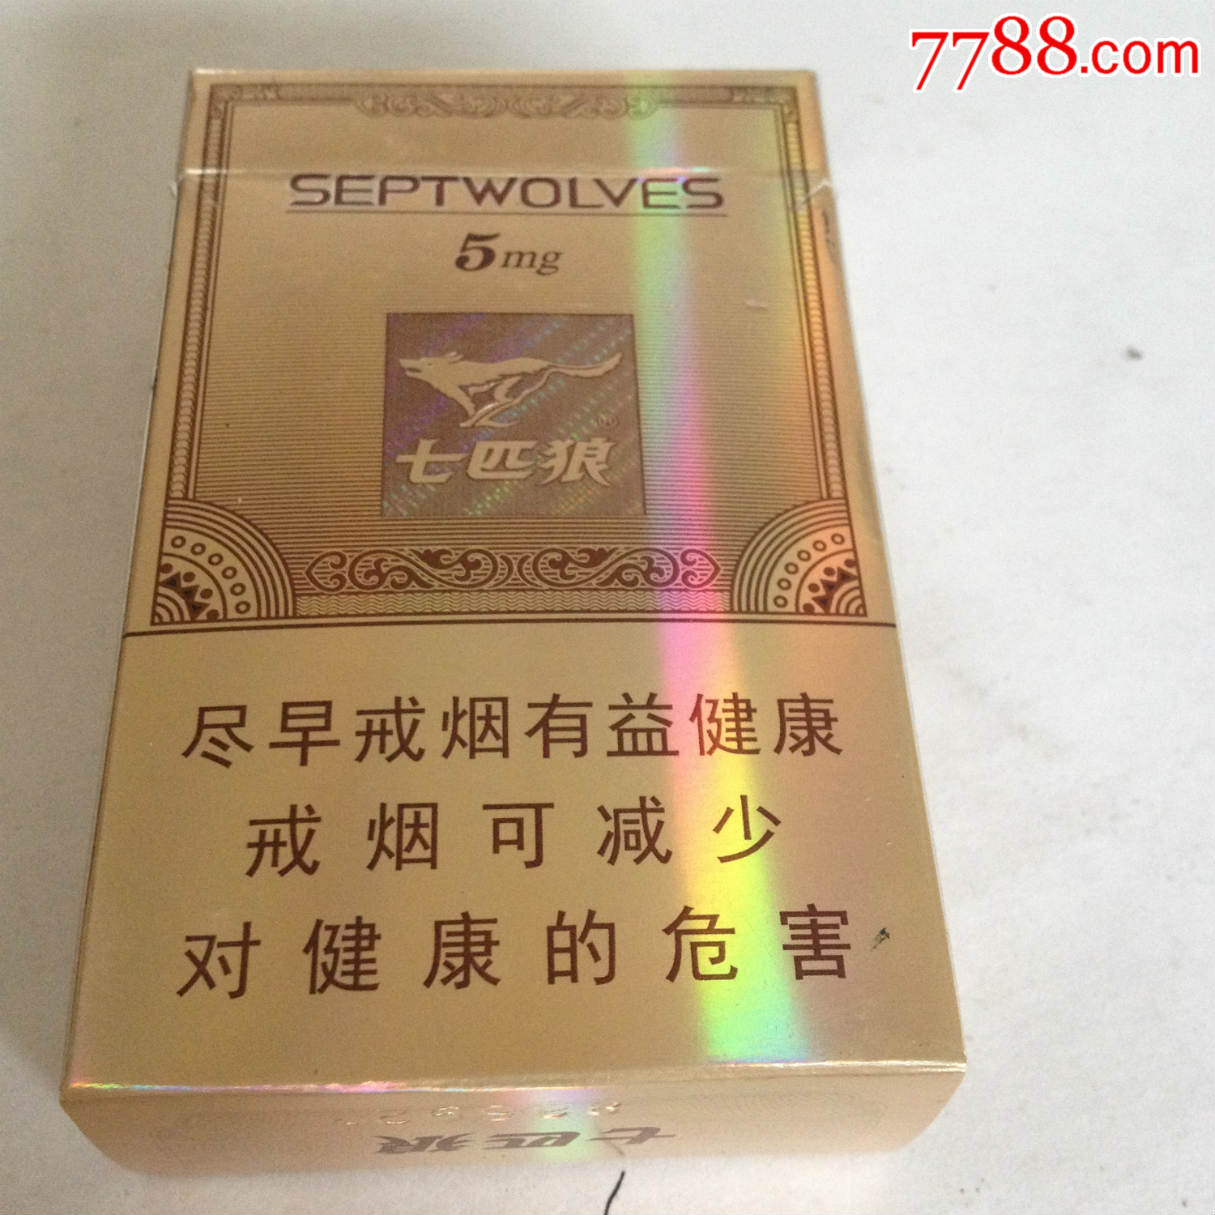 7788.com
SEPTWOLVES
5mg
七匹狼
尽早戒烟有益健康
戒烟可减少
对健康的危害
七匹狼